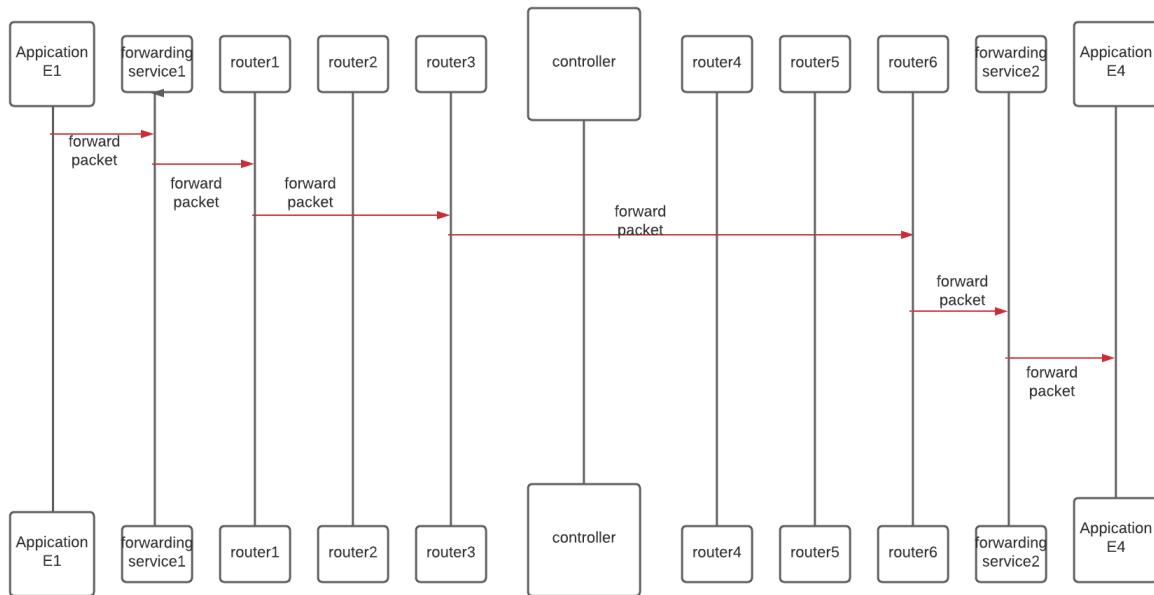 Appication
E1
forwarding
service1
router1
router2
router3
controller
router4
router5
router6
forwarding
service2
Appication
E4
forward
packet
forward
packet
forward
packet
forward
packet
forward
packet
forward
packet
Appication
E1
forwarding
service1
router1
router2
router3
controller
router4
router5
router6
forwarding
service2
Appication
E4